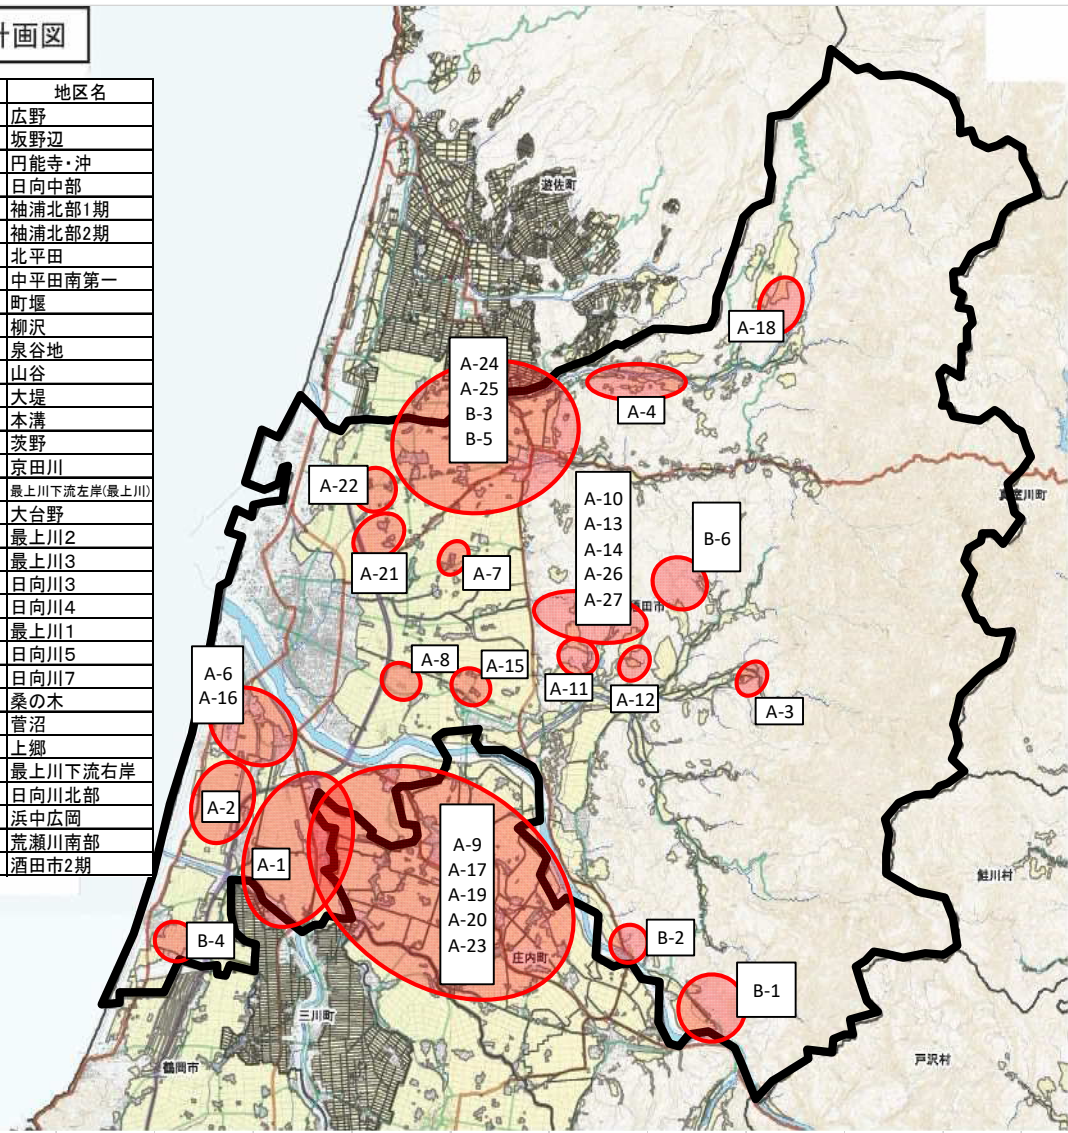 計画図
地区名
広野
坂野辺
円能寺・沖
日向中部
袖浦北部1期
袖浦北部2期
北平田
中平田南第一
町堰
柳沢
泉谷地
山谷
大堤
本溝
茨野
京田川
最上川下流左岸(最上川)
大台野
最上川2
最上川3
日向川3
日向川4
最上川1
日向川5
日向川7
桑の木
菅沼
上郷
最上川下流右岸
日向川北部
浜中広岡
荒瀬川南部
酒田市2期
遊佐町
A-18
A-24
A-25
B-3
B-5
A-4
A-22
A-21
A-7
A-10
A-13
A-14
A-26
A-27
B-6
真室川町
酒田市
A-8
A-15
A-11
A-12
A-3
A-6
A-16
A-2
A-1
A-9
A-17
A-19
A-20
A-23
鮭川村
B-4
B-2
庄内町
B-1
三川町
鶴岡市
戸沢村